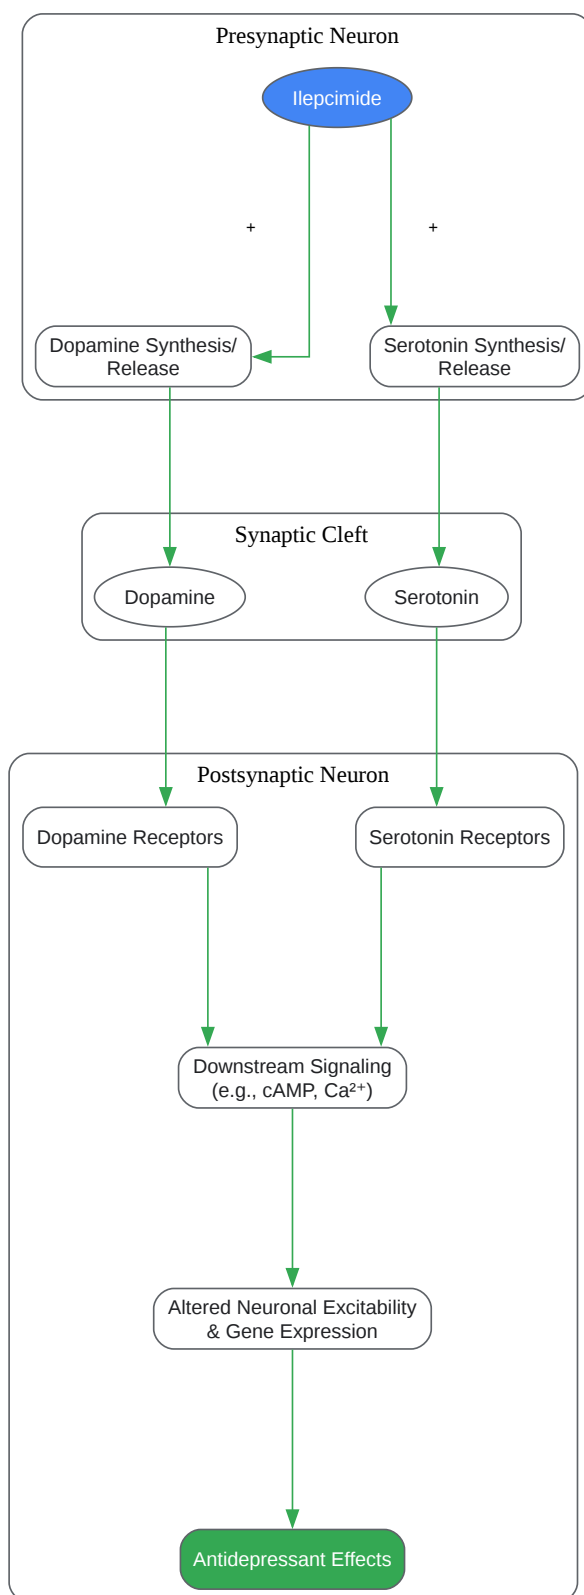 Presynaptic Neuron
Ilepcimide
+
+
Dopamine Synthesis/
Release
Serotonin Synthesis/
Release
Synaptic Cleft
Dopamine
Serotonin
Postsynaptic Neuron
Dopamine Receptors
Serotonin Receptors
Downstream Signaling
(e.g., cAMP, Ca²⁺)
Altered Neuronal Excitability
& Gene Expression
Antidepressant Effects